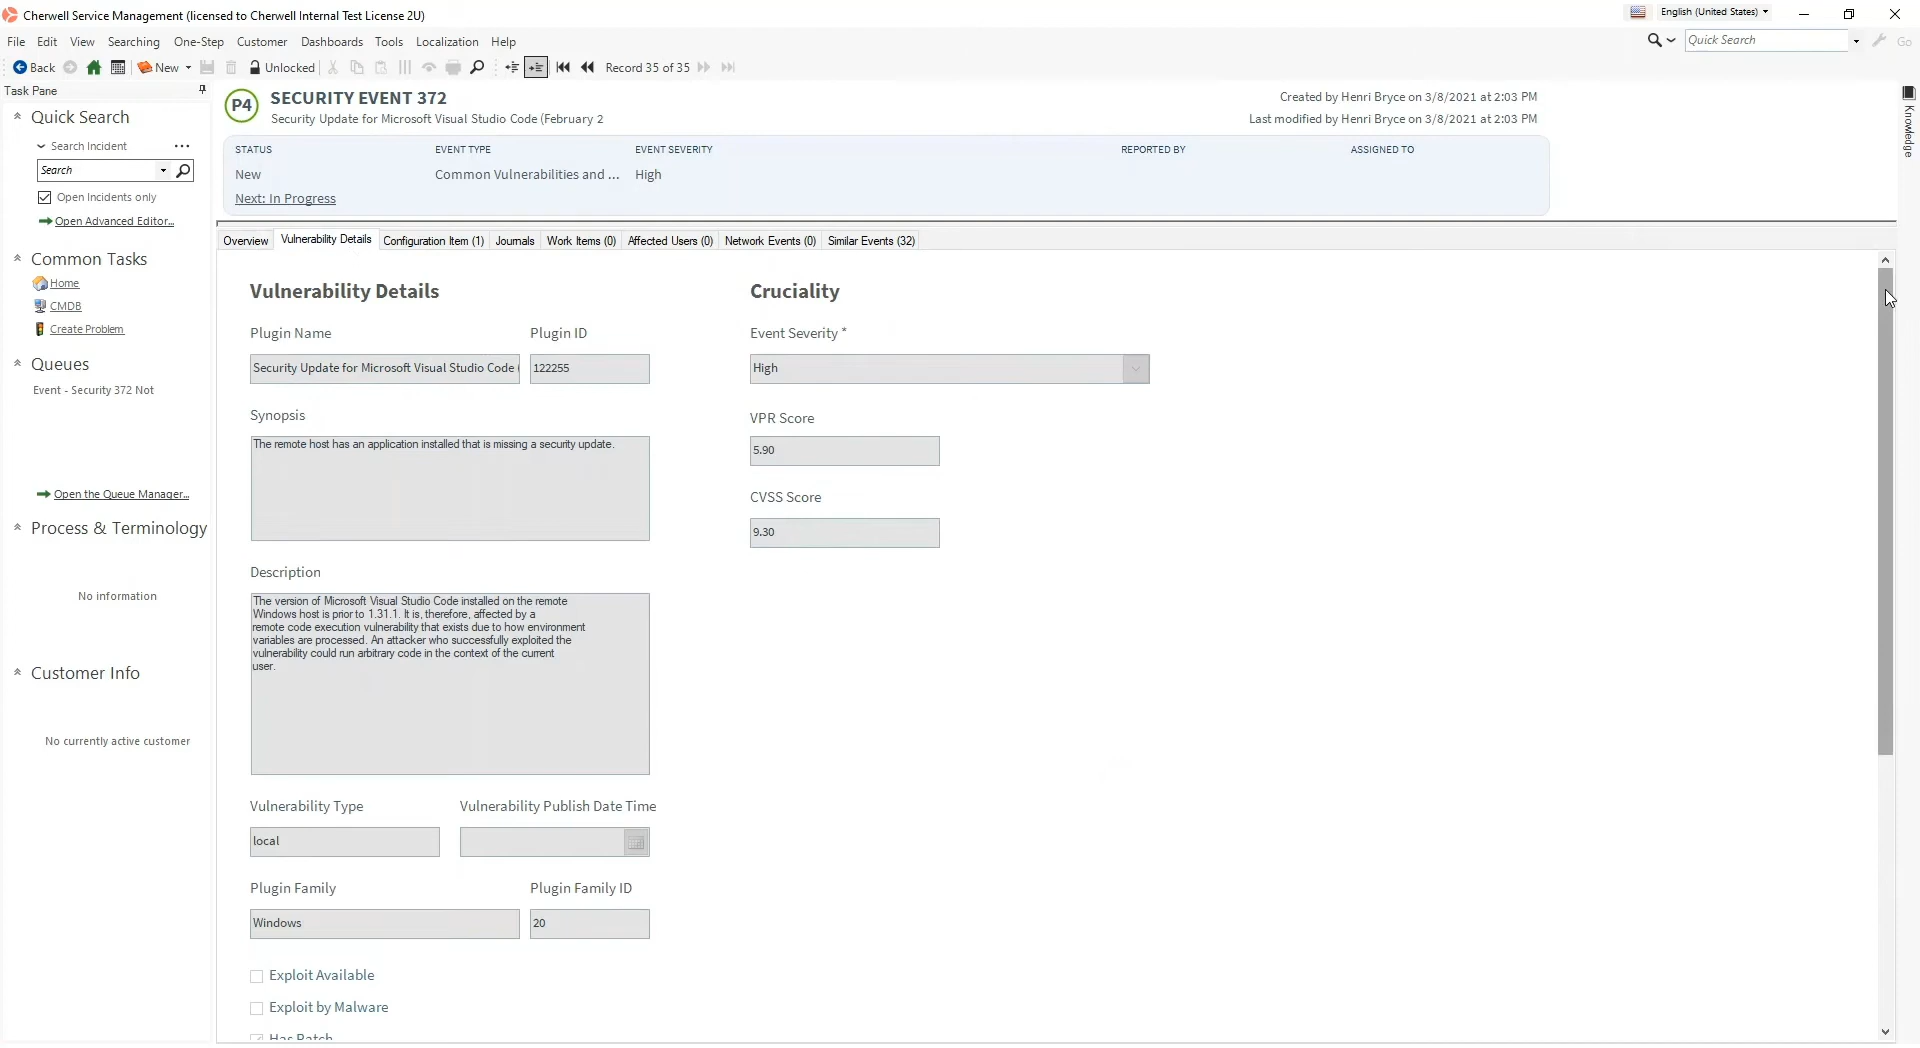 Cherwell Service Management (licensed to Cherwell Internal Test License 2U)
English (United States)
File Edit View Searching One-Step Customer Dashboards Tools Localization Help
Quick Search
Go
Back New Unlocked Record 35 of 35
Task Pane
Quick Search
Search Incident
Search
Open Incidents only
Open Advanced Editor...
Common Tasks
Home
CMDB
Create Problem
Queues
Event - Security 372 Not
Open the Queue Manager...
Process & Terminology
No information
Customer Info
No currently active customer
P4
SECURITY EVENT 372
Security Update for Microsoft Visual Studio Code (February 2
Created by Henri Bryce on 3/8/2021 at 2:03 PM
Last modified by Henri Bryce on 3/8/2021 at 2:03 PM
STATUS EVENT TYPE EVENT SEVERITY REPORTED BY ASSIGNED TO
New Common Vulnerabilities and ... High
Next: In Progress
Overview Vulnerability Details Configuration Item (1) Journals Work Items (0) Affected Users (0) Network Events (0) Similar Events (32)
Vulnerability Details
Plugin Name Plugin ID
Security Update for Microsoft Visual Studio Code ( 122255
Synopsis
The remote host has an application installed that is missing a security update.
Description
The version of Microsoft Visual Studio Code installed on the remote
Windows host is prior to 1.31.1. It is, therefore, affected by a
remote code execution vulnerability that exists due to how environment
variables are processed. An attacker who successfully exploited the
vulnerability could run arbitrary code in the context of the current
user.
Vulnerability Type Vulnerability Publish Date Time
local
Plugin Family Plugin Family ID
Windows 20
Exploit Available
Exploit by Malware
Has Patch
Cruciality
Event Severity *
High
VPR Score
5.90
CVSS Score
9.30
Knowledge